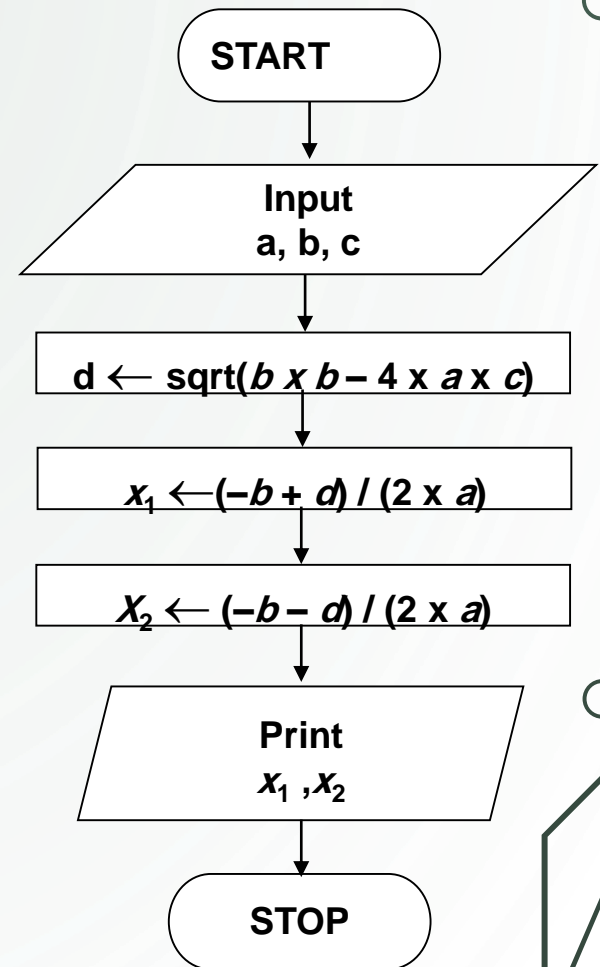 START
Input
a, b, c
d ← sqrt(b x b – 4 x a x c)
x₁ ←(–b + d) / (2 x a)
X₂ ← (–b – d) / (2 x a)
Print
x₁ ,x₂
STOP